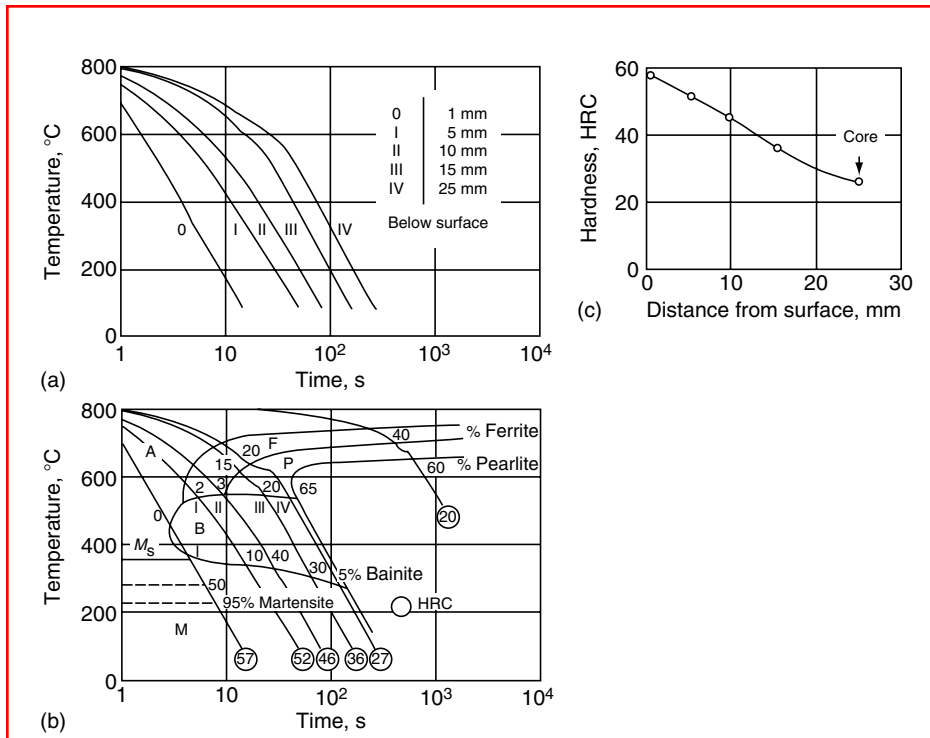 800
600
400
200
0
Temperature, °C
0 1 mm
I 5 mm
II 10 mm
III 15 mm
IV 25 mm
Below surface
0
I
II
III
IV
1 10 10² 10³ 10⁴
Time, s
(a)
60
40
20
0
Hardness, HRC
Core
0 10 20 30
Distance from surface, mm
(c)
800
600
400
200
0
Temperature, °C
A
F
20
40
% Ferrite
15
P
60
% Pearlite
2
3
20
65
0
I
II
III
IV
20
B
Ms
I
10
40
30
5% Bainite
50
95% Martensite
HRC
M
57
52
46
36
27
1 10 10² 10³ 10⁴
Time, s
(b)